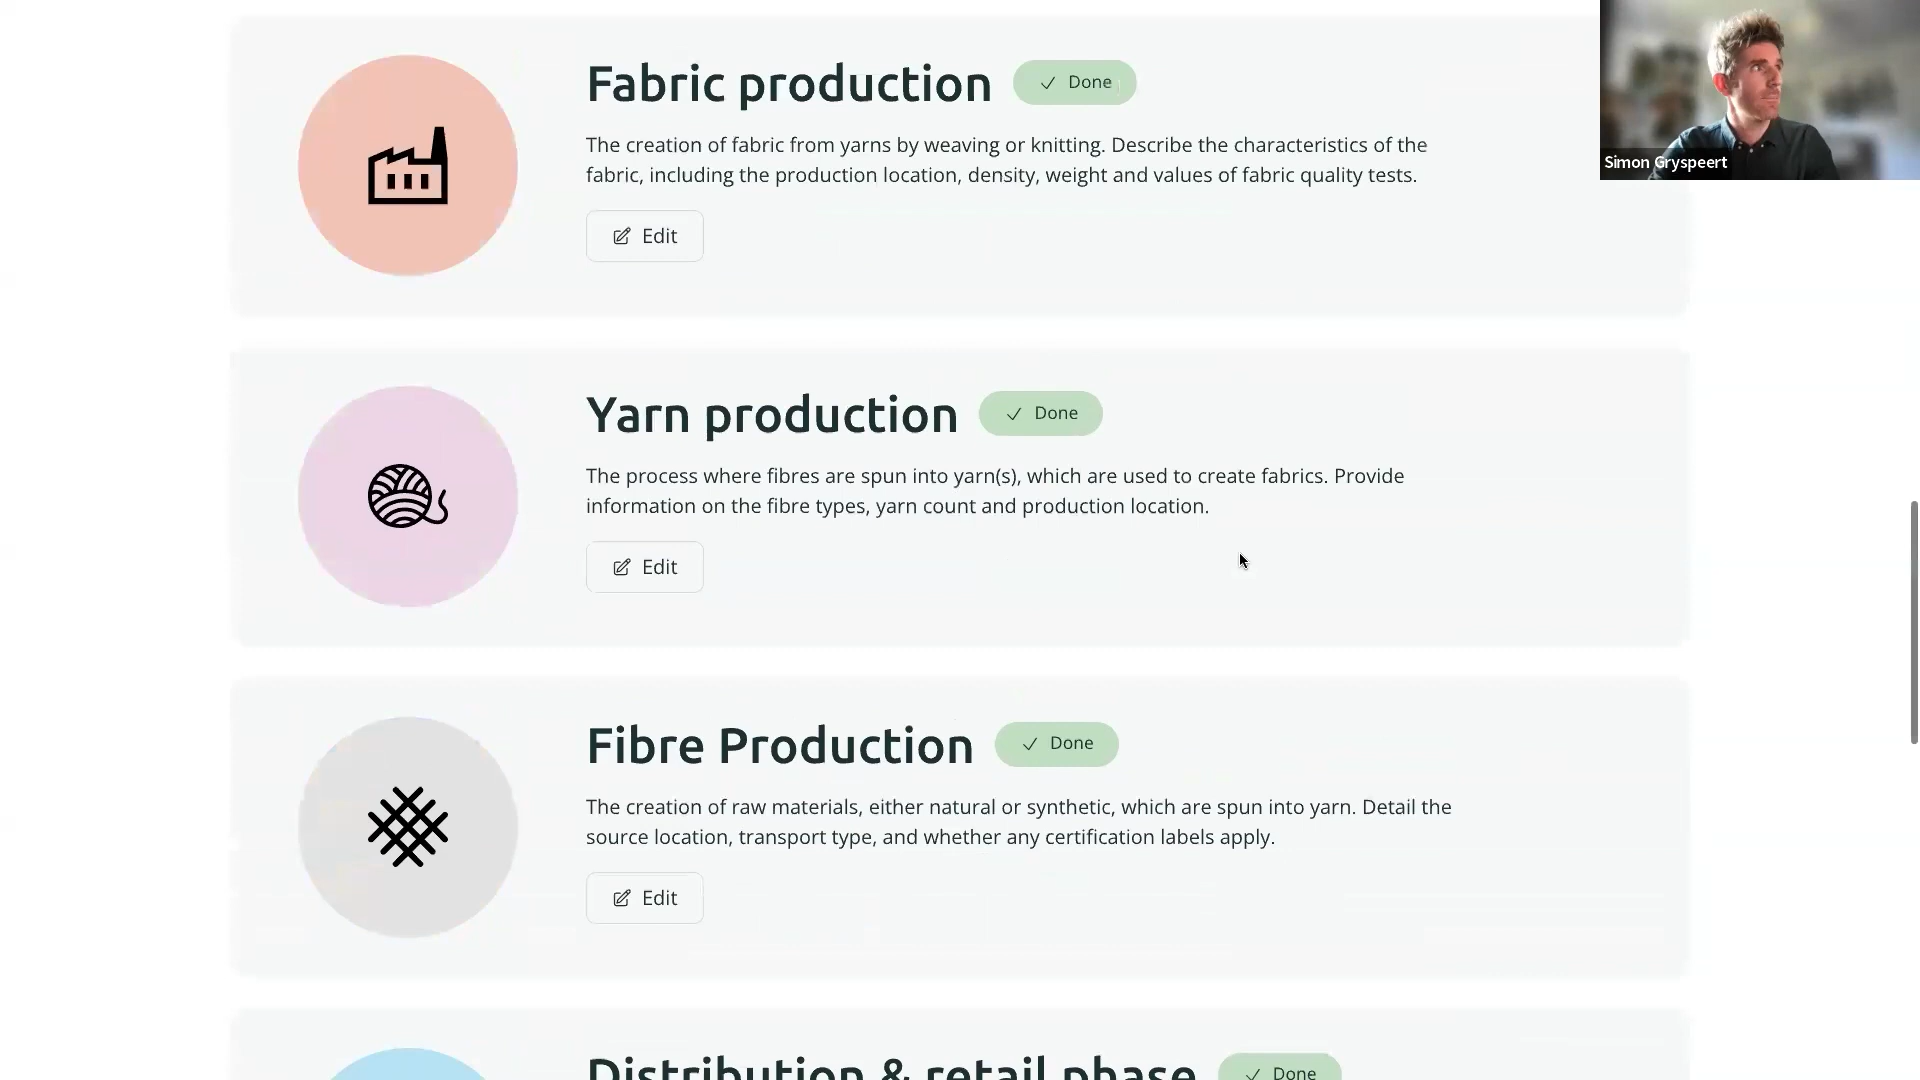 Fabric production
Done
The creation of fabric from yarns by weaving or knitting. Describe the characteristics of the
fabric, including the production location, density, weight and values of fabric quality tests.
Edit
Simon Gryspeert
Yarn production
Done
The process where fibres are spun into yarn(s), which are used to create fabrics. Provide
information on the fibre types, yarn count and production location.
Edit
Fibre Production
Done
The creation of raw materials, either natural or synthetic, which are spun into yarn. Detail the
source location, transport type, and whether any certification labels apply.
Edit
Distribution & retail phase
Done